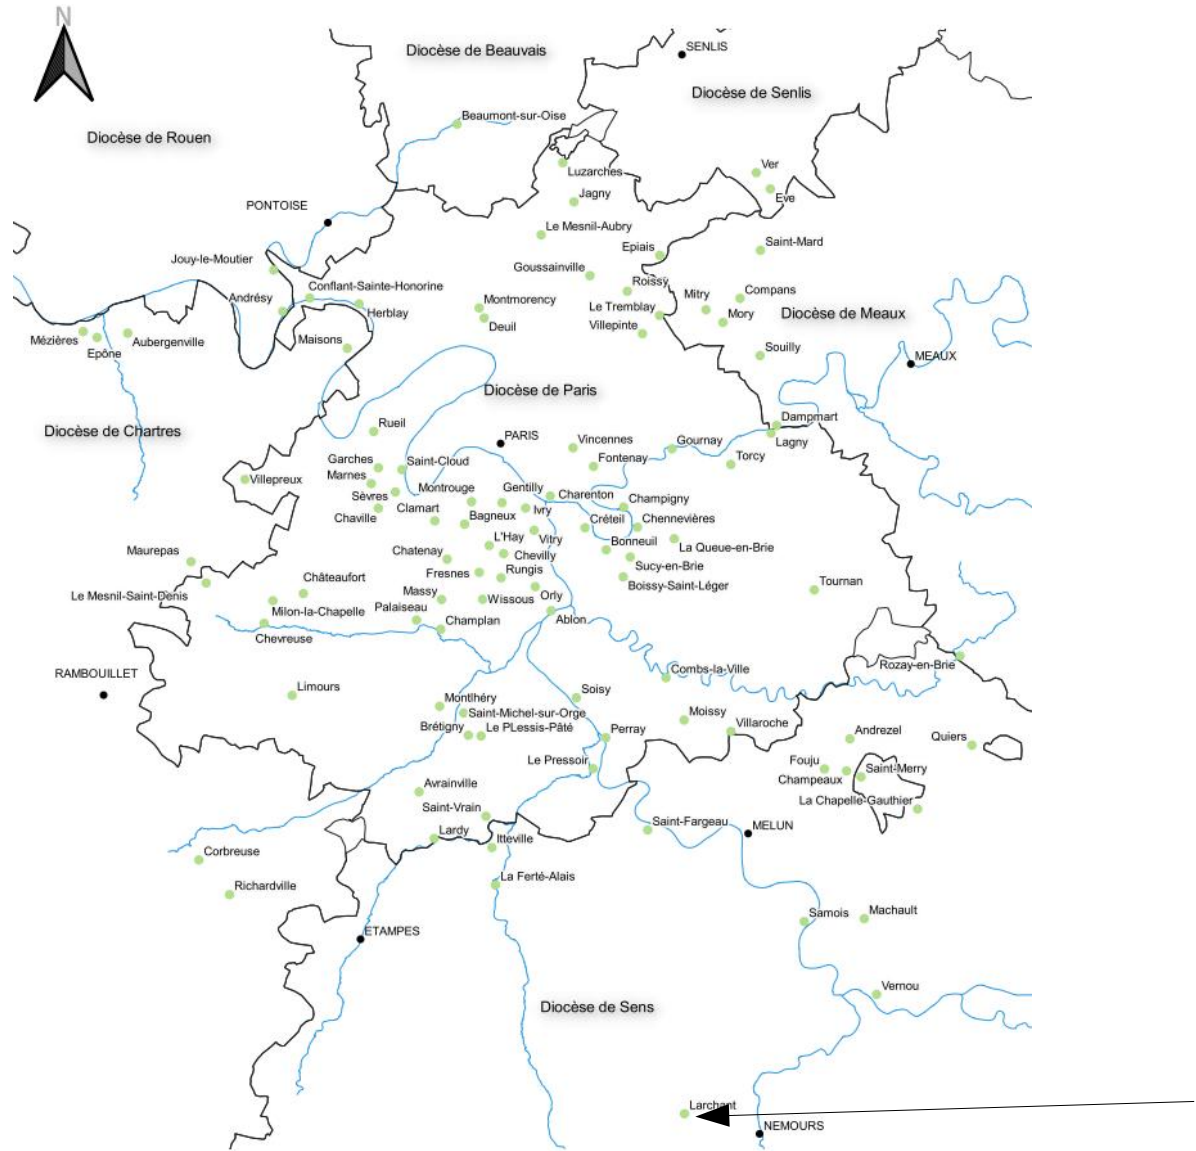 N
Diocèse de Beauvais
SENLIS
Diocèse de Senlis
Beaumont-sur-Oise
Diocèse de Rouen
Luzarches
Ver
Jagny
Eve
PONTOISE
Le Mesnil-Aubry
Epiais
Saint-Mard
Jouy-le-Moutier
Goussainville
Roissy
Conflant-Sainte-Honorine
Andrésy
Herblay
Montmorency
Le Tremblay
Mitry
Compans
Mory
Diocèse de Meaux
Deuil
Villepinte
Mézières
Epône
Aubergenville
Maisons
Souilly
MEAUX
Diocèse de Paris
Dampmart
Diocèse de Chartres
Rueil
PARIS
Vincennes
Gournay
Lagny
Garches
Saint-Cloud
Fontenay
Torcy
Marnes
Villepreux
Sèvres
Montrouge
Gentilly
Charenton
Champigny
Chaville
Clamart
Bagneux
Ivry
Créteil
Chennevières
L'Hay
Vitry
Bonneuil
La Queue-en-Brie
Maurepas
Chatenay
Chevilly
Sucy-en-Brie
Fresnes
Rungis
Boissy-Saint-Léger
Tournan
Châteaufort
Le Mesnil-Saint-Denis
Massy
Wissous
Orly
Milon-la-Chapelle
Palaiseau
Champlan
Ablon
Chevreuse
Rozay-en-Brie
RAMBOUILLET
Combs-la-Ville
Limours
Soisy
Montlhéry
Saint-Michel-sur-Orge
Moissy
Villaroche
Brétigny
Le PLessis-Pâté
Perray
Andrezel
Quiers
Le Pressoir
Fouju
Champeaux
Saint-Merry
Avrainville
La Chapelle-Gauthier
Saint-Vrain
Saint-Fargeau
MELUN
Lardy
Itteville
Corbreuse
La Ferté-Alais
Richardville
Samois
Machault
ETAMPES
Vernou
Diocèse de Sens
Larchant
NEMOURS